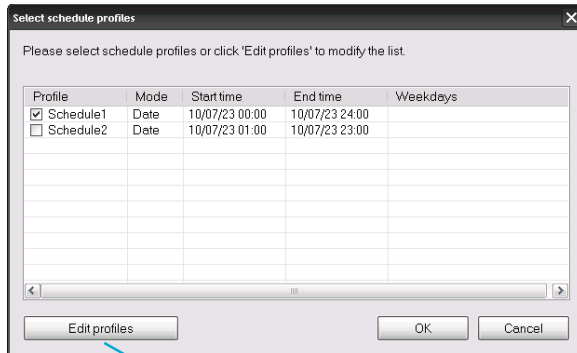 Select schedule profiles
Please select schedule profiles or click 'Edit profiles' to modify the list.
Profile Mode Start time End time Weekdays
Schedule1 Date 10/07/23 00:00 10/07/23 24:00
Schedule2 Date 10/07/23 01:00 10/07/23 23:00
Edit profiles OK Cancel